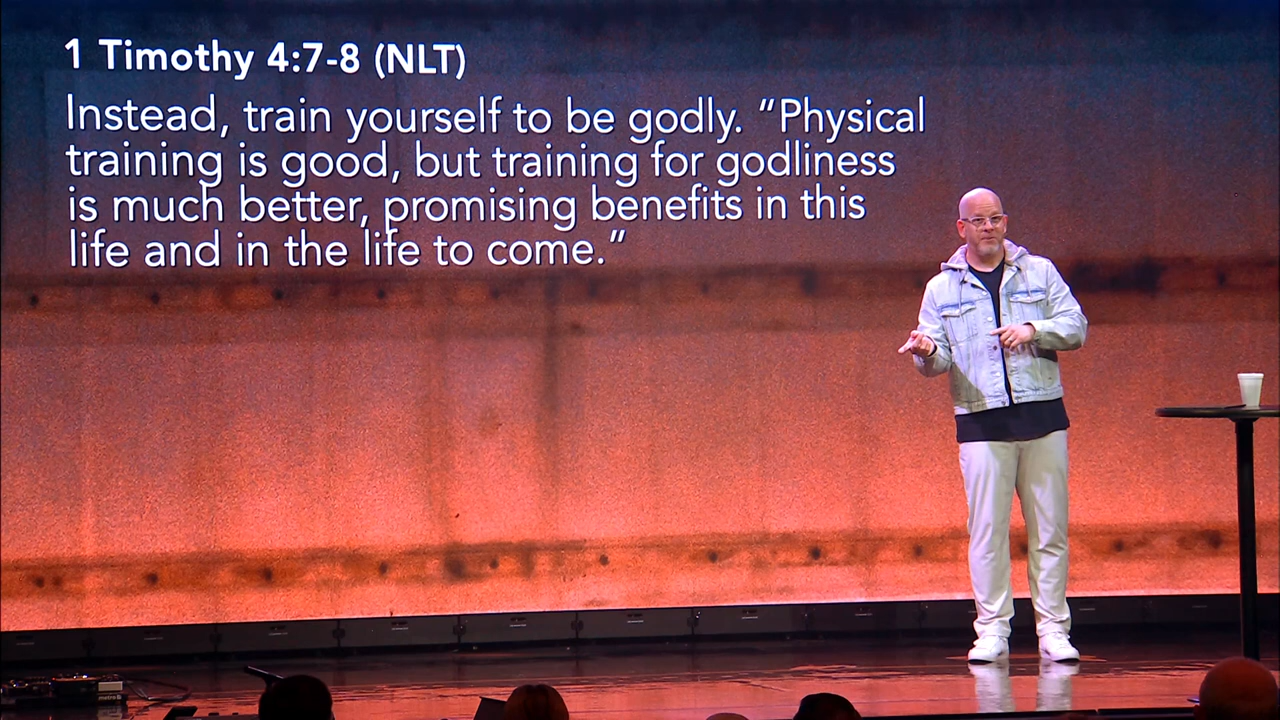 1 Timothy 4:7-8 (NLT)
Instead, train yourself to be godly. “Physical
training is good, but training for godliness
is much better, promising benefits in this
life and in the life to come.”